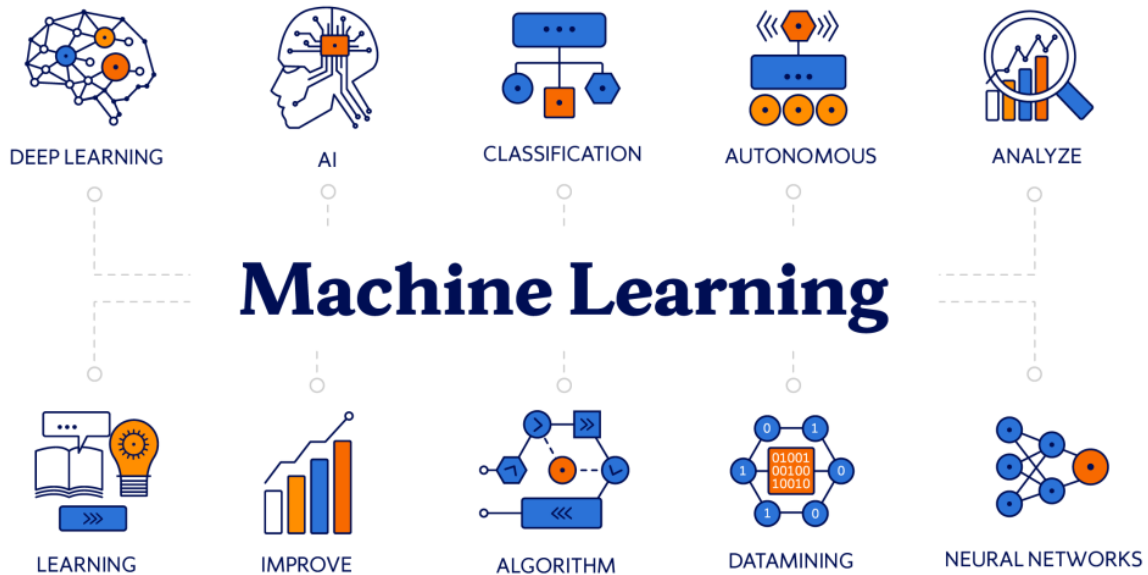 DEEP LEARNING
AI
CLASSIFICATION
AUTONOMOUS
ANALYZE
Machine Learning
0 1
01001
1 00100 0
10010
1 0
LEARNING
IMPROVE
ALGORITHM
DATAMINING
NEURAL NETWORKS